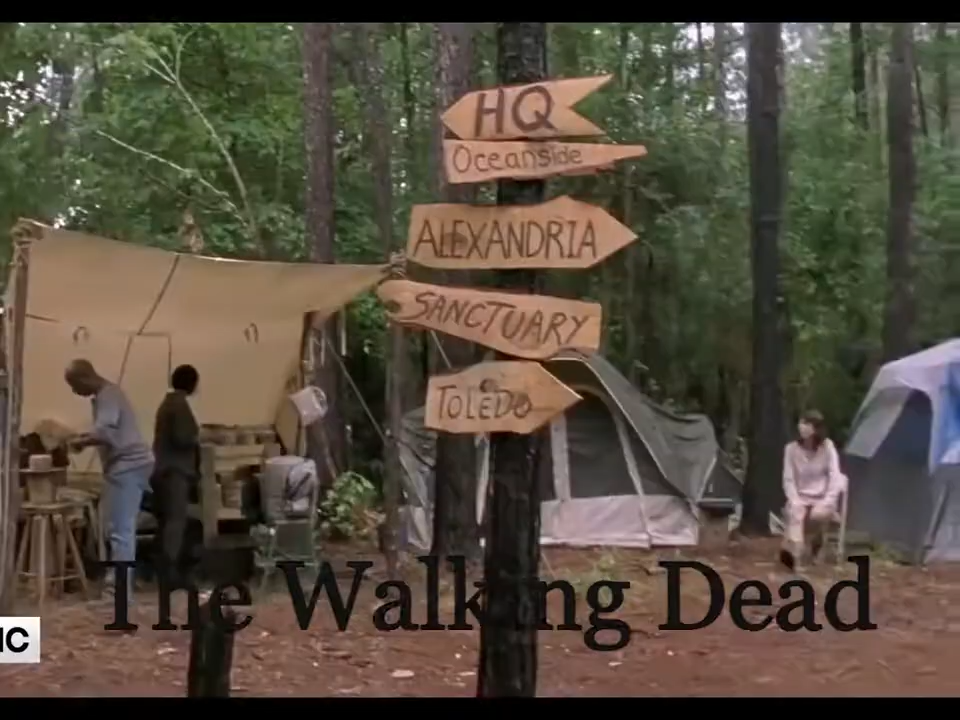 HQ
Oceanside
ALEXANDRIA
SANCTUARY
TOLEDO
The Walking Dead